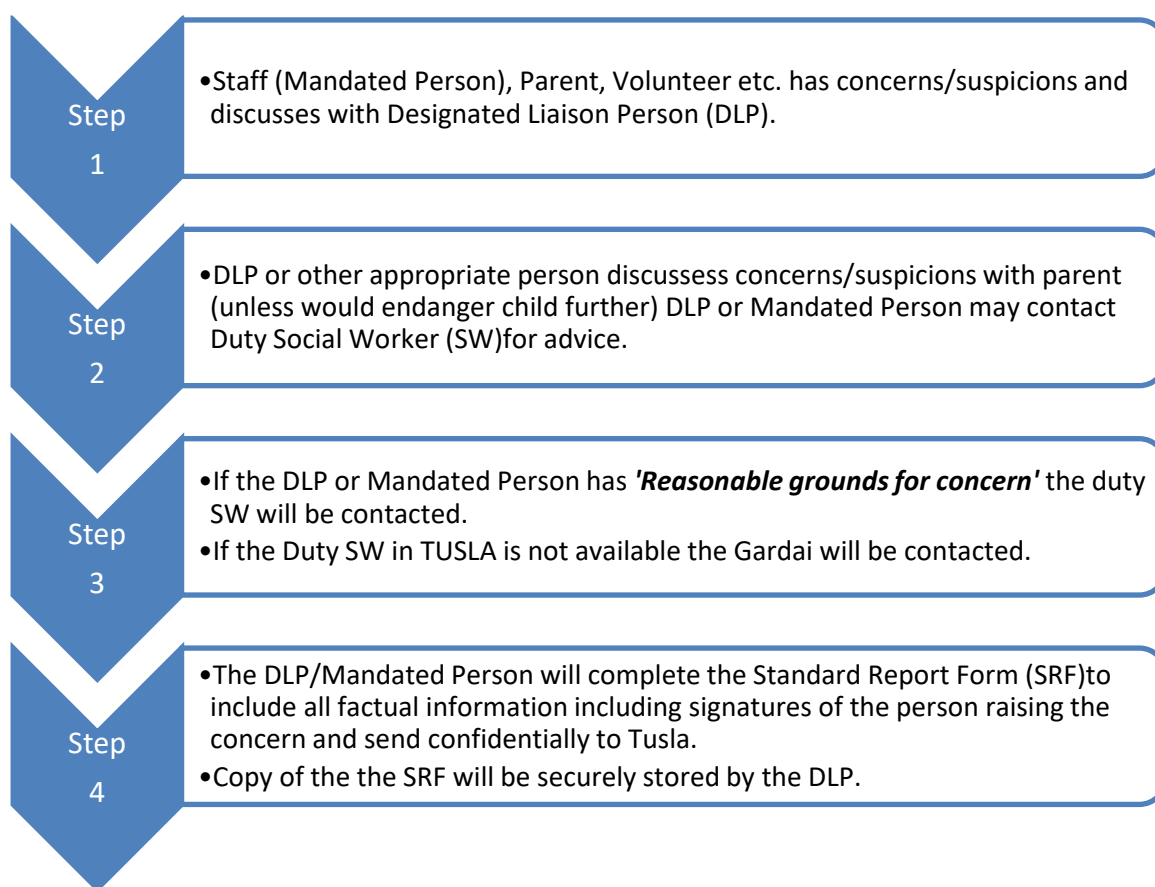 Step
1
•Staff (Mandated Person), Parent, Volunteer etc. has concerns/suspicions and
discusses with Designated Liaison Person (DLP).
Step
2
•DLP or other appropriate person discussess concerns/suspicions with parent
(unless would endanger child further) DLP or Mandated Person may contact
Duty Social Worker (SW)for advice.
Step
3
•If the DLP or Mandated Person has 'Reasonable grounds for concern' the duty
SW will be contacted.
•If the Duty SW in TUSLA is not available the Gardai will be contacted.
Step
4
•The DLP/Mandated Person will complete the Standard Report Form (SRF)to
include all factual information including signatures of the person raising the
concern and send confidentially to Tusla.
•Copy of the the SRF will be securely stored by the DLP.